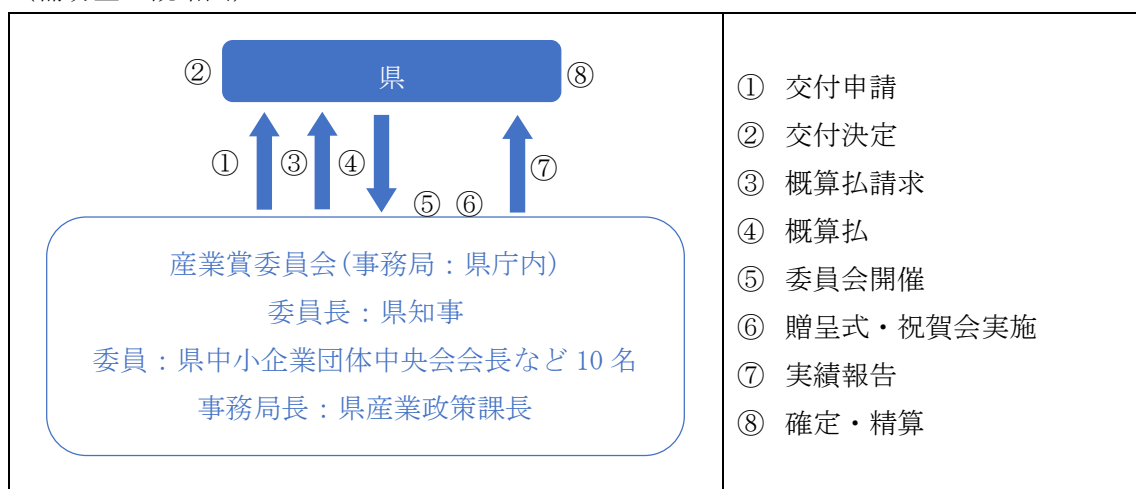 ② 県 ⑧
① ③ ④ ⑦
⑤ ⑥
産業賞委員会(事務局:県庁内)
委員長:県知事
委員:県中小企業団体中央会会長など 10 名
事務局長:県産業政策課長
① 交付申請
② 交付決定
③ 概算払請求
④ 概算払
⑤ 委員会開催
⑥ 贈呈式・祝賀会実施
⑦ 実績報告
⑧ 確定・精算